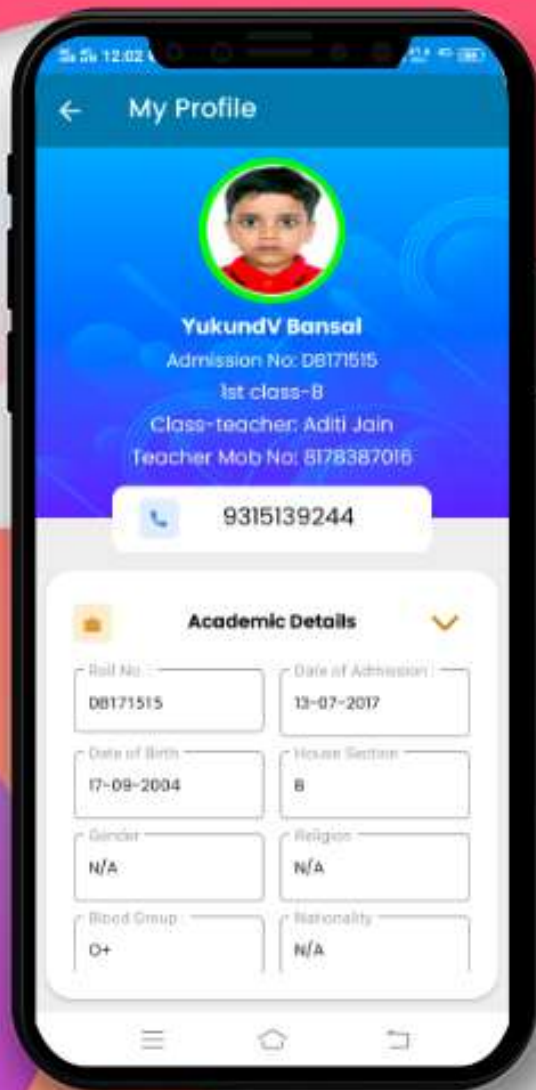 12:02
My Profile
YukundV Bansal
Admission No: DB171515
1st class-B
Class-teacher: Aditi Jain
Teacher Mob No: 8178387016
9315139244
Academic Details
Roll No. :
Date of Admission :
DB171515
13-07-2017
Date of Birth
House Section
17-09-2004
B
Gender
Religion
N/A
N/A
Blood Group :
Nationality
O+
N/A